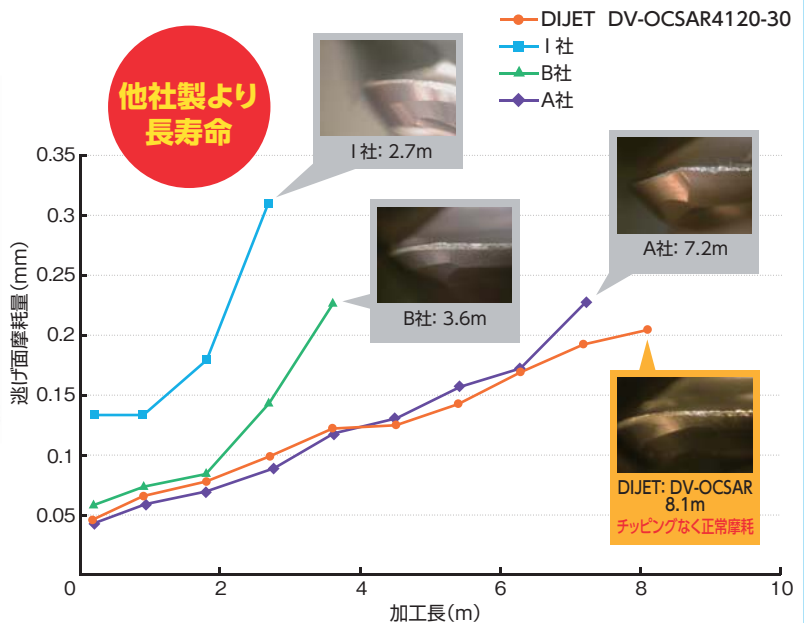 DIJET DV-OCSAR4120-30
I社
B社
A社
他社製より
長寿命
I社: 2.7m
B社: 3.6m
A社: 7.2m
DIJET: DV-OCSAR
8.1m
チッピングなく正常摩耗
逃げ面摩耗量(mm)
0.35
0.3
0.25
0.2
0.15
0.1
0.05
0 2 4 6 8 10
加工長(m)